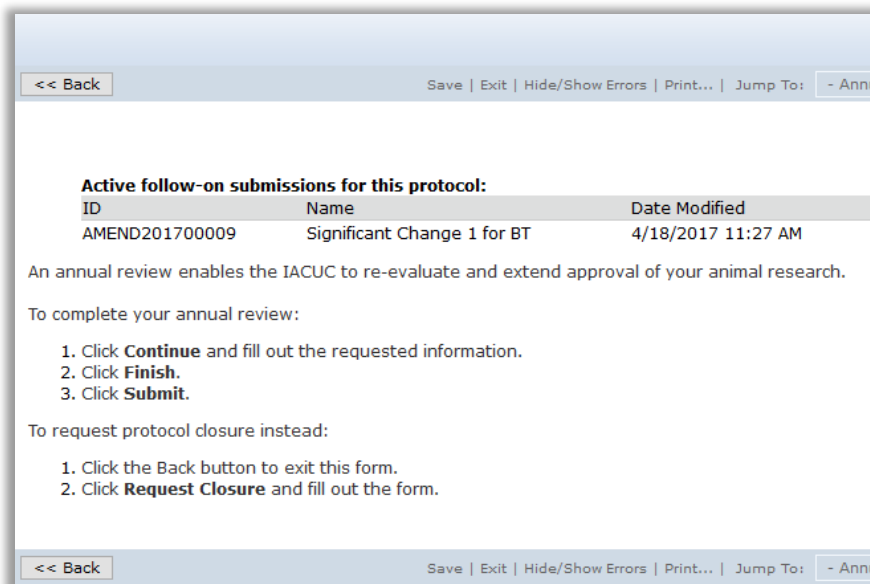 << Back
Save | Exit | Hide/Show Errors | Print... | Jump To: - Ann
Active follow-on submissions for this protocol:
ID Name Date Modified
AMEND201700009 Significant Change 1 for BT 4/18/2017 11:27 AM
An annual review enables the IACUC to re-evaluate and extend approval of your animal research.
To complete your annual review:
1. Click Continue and fill out the requested information.
2. Click Finish.
3. Click Submit.
To request protocol closure instead:
1. Click the Back button to exit this form.
2. Click Request Closure and fill out the form.
<< Back
Save | Exit | Hide/Show Errors | Print... | Jump To: - Ann